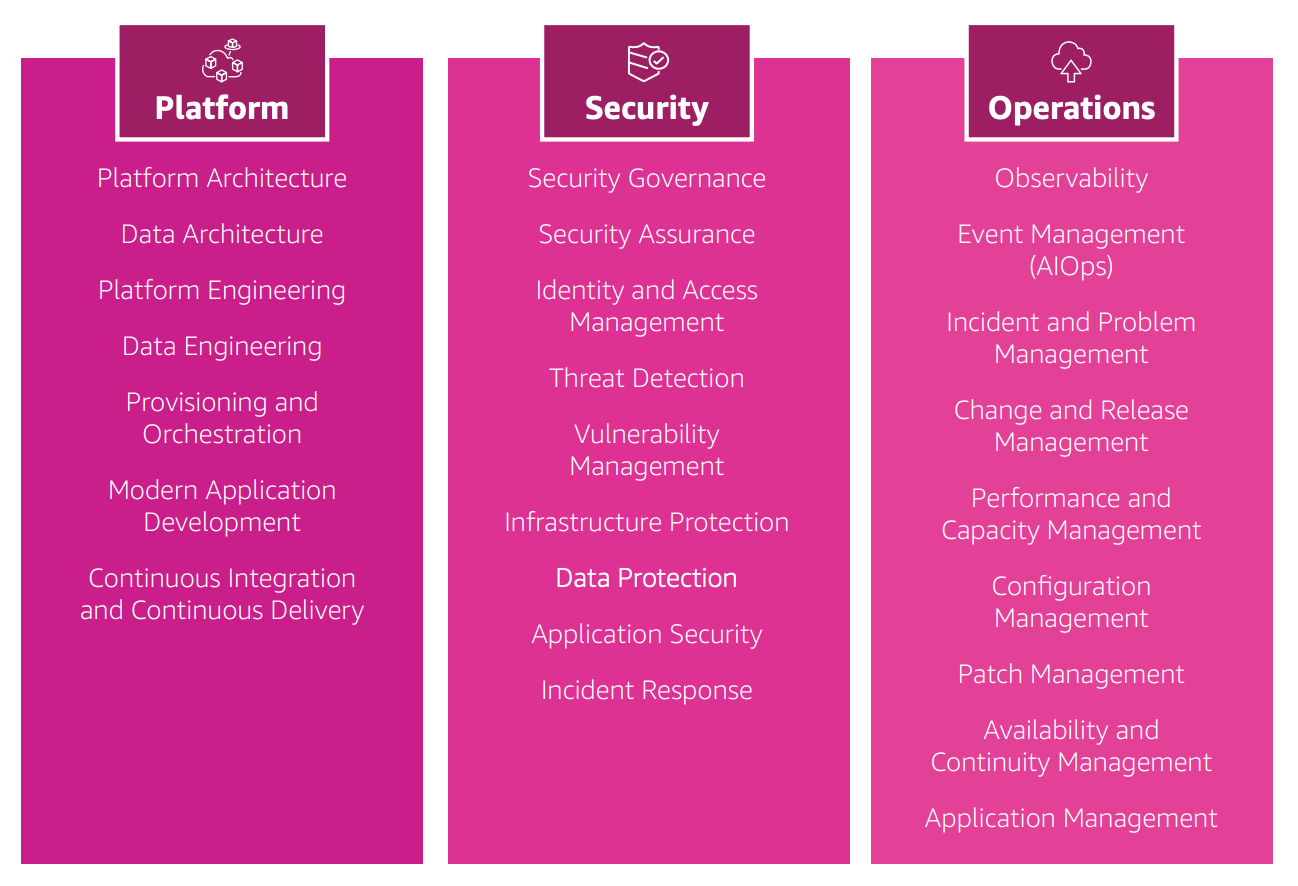 Platform
Platform Architecture
Data Architecture
Platform Engineering
Data Engineering
Provisioning and
Orchestration
Modern Application
Development
Continuous Integration
and Continuous Delivery
Security
Security Governance
Security Assurance
Identity and Access
Management
Threat Detection
Vulnerability
Management
Infrastructure Protection
Data Protection
Application Security
Incident Response
Operations
Observability
Event Management
(AIOps)
Incident and Problem
Management
Change and Release
Management
Performance and
Capacity Management
Configuration
Management
Patch Management
Availability and
Continuity Management
Application Management